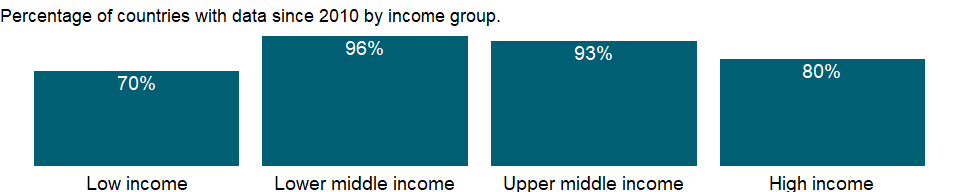 Percentage of countries with data since 2010 by income group.
70%
96%
93%
80%
Low income
Lower middle income
Upper middle income
High income